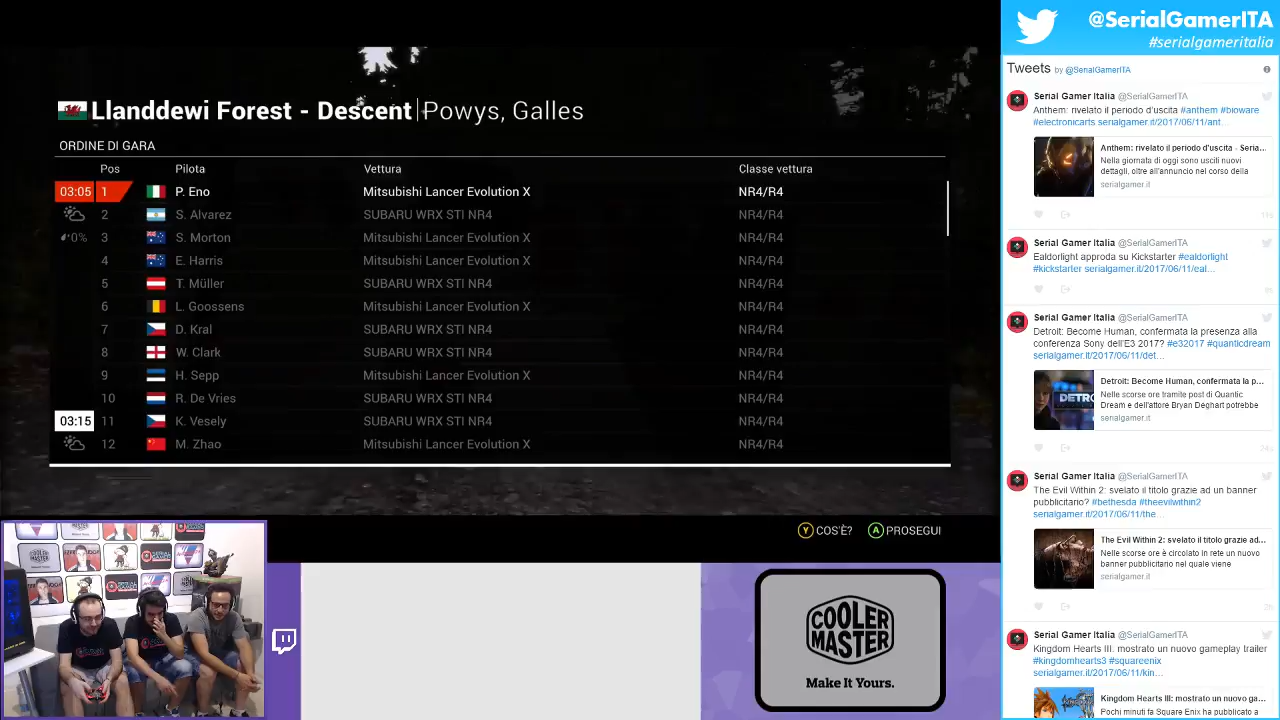 @SerialGamerITA
#serialgameritalia
Llanddewi Forest - Descent | Powys, Galles
ORDINE DI GARA
Pos Pilota Vettura Classe vettura
03:05 1 P. Eno Mitsubishi Lancer Evolution X NR4/R4
2 S. Alvarez SUBARU WRX STI NR4 NR4/R4
0% 3 S. Morton Mitsubishi Lancer Evolution X NR4/R4
4 E. Harris Mitsubishi Lancer Evolution X NR4/R4
5 T. Müller SUBARU WRX STI NR4 NR4/R4
6 L. Goossens Mitsubishi Lancer Evolution X NR4/R4
7 D. Kral SUBARU WRX STI NR4 NR4/R4
8 W. Clark SUBARU WRX STI NR4 NR4/R4
9 H. Sepp Mitsubishi Lancer Evolution X NR4/R4
10 R. De Vries SUBARU WRX STI NR4 NR4/R4
03:15 11 K. Vesely SUBARU WRX STI NR4 NR4/R4
12 M. Zhao Mitsubishi Lancer Evolution X NR4/R4
Y COS'È? A PROSEGUI
COOLER
MASTER
Make It Yours.
Tweets by @SerialGamerITA
Serial Gamer Italia @SerialGamerITA
Anthem: rivelato il periodo d'uscita #anthem #bioware
#electronicarts serialgamer.it/2017/06/11/ant...
Anthem: rivelato il periodo d'uscita - Seria...
Nella giornata di oggi sono usciti nuovi
dettagli, oltre all'annuncio nel corso della
serialgamer.it
Serial Gamer Italia @SerialGamerITA
Ealdorlight approda su Kickstarter #ealdorlight
#kickstarter serialgamer.it/2017/06/11/eal...
Serial Gamer Italia @SerialGamerITA
Detroit: Become Human, confermata la presenza alla
conferenza Sony dell'E3 2017? #e32017 #quanticdream
serialgamer.it/2017/06/11/det...
DETRO
Detroit: Become Human, confermata la p...
Nelle scorse ore tramite post di Quantic
Dream e dell'attore Bryan Deghart potrebbe
serialgamer.it
Serial Gamer Italia @SerialGamerITA
The Evil Within 2: svelato il titolo grazie ad un banner
pubblicitario? #bethesda #theevilwithin2
serialgamer.it/2017/06/11/the...
The Evil Within 2: svelato il titolo grazie ad...
Nelle scorse ore è circolato in rete un nuovo
banner pubblicitario nel quale viene
serialgamer.it
Serial Gamer Italia @SerialGamerITA
Kingdom Hearts III: mostrato un nuovo gameplay trailer
#kingdomhearts3 #squareenix
serialgamer.it/2017/06/11/kin...
Kingdom Hearts III: mostrato un nuovo ga...
Pochi minuti fa Square Enix ha pubblicato a